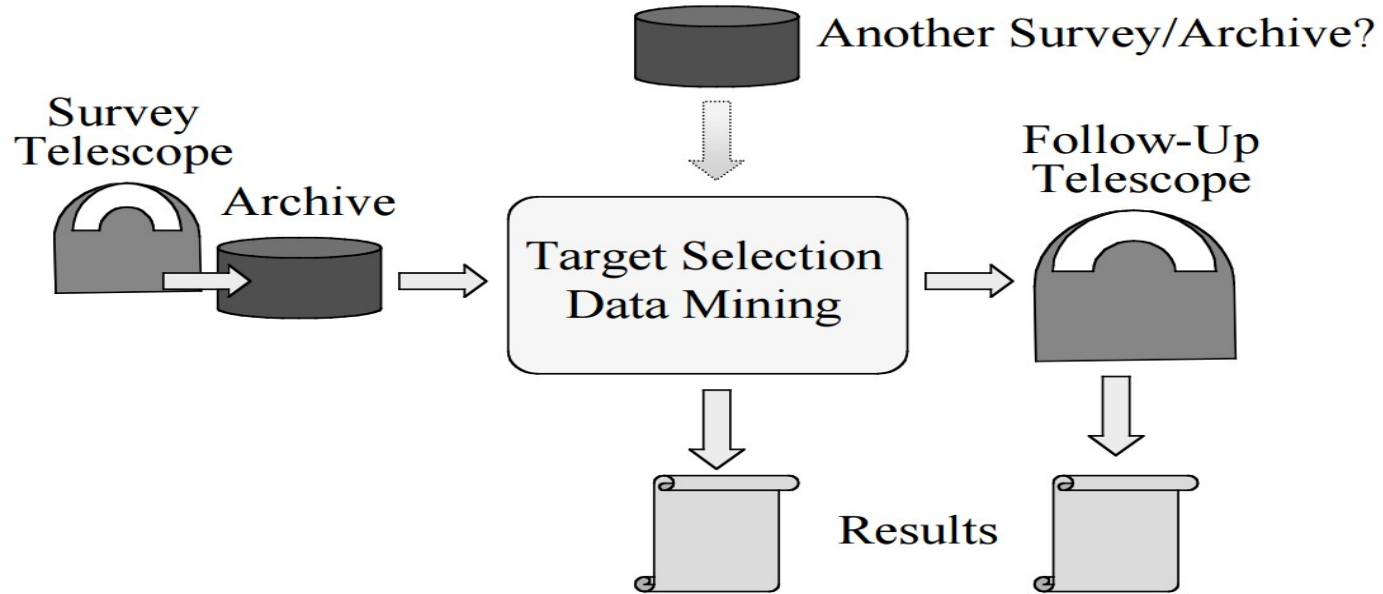 Another Survey/Archive?
Survey
Telescope
Archive
Follow-Up
Telescope
Target Selection
Data Mining
Results